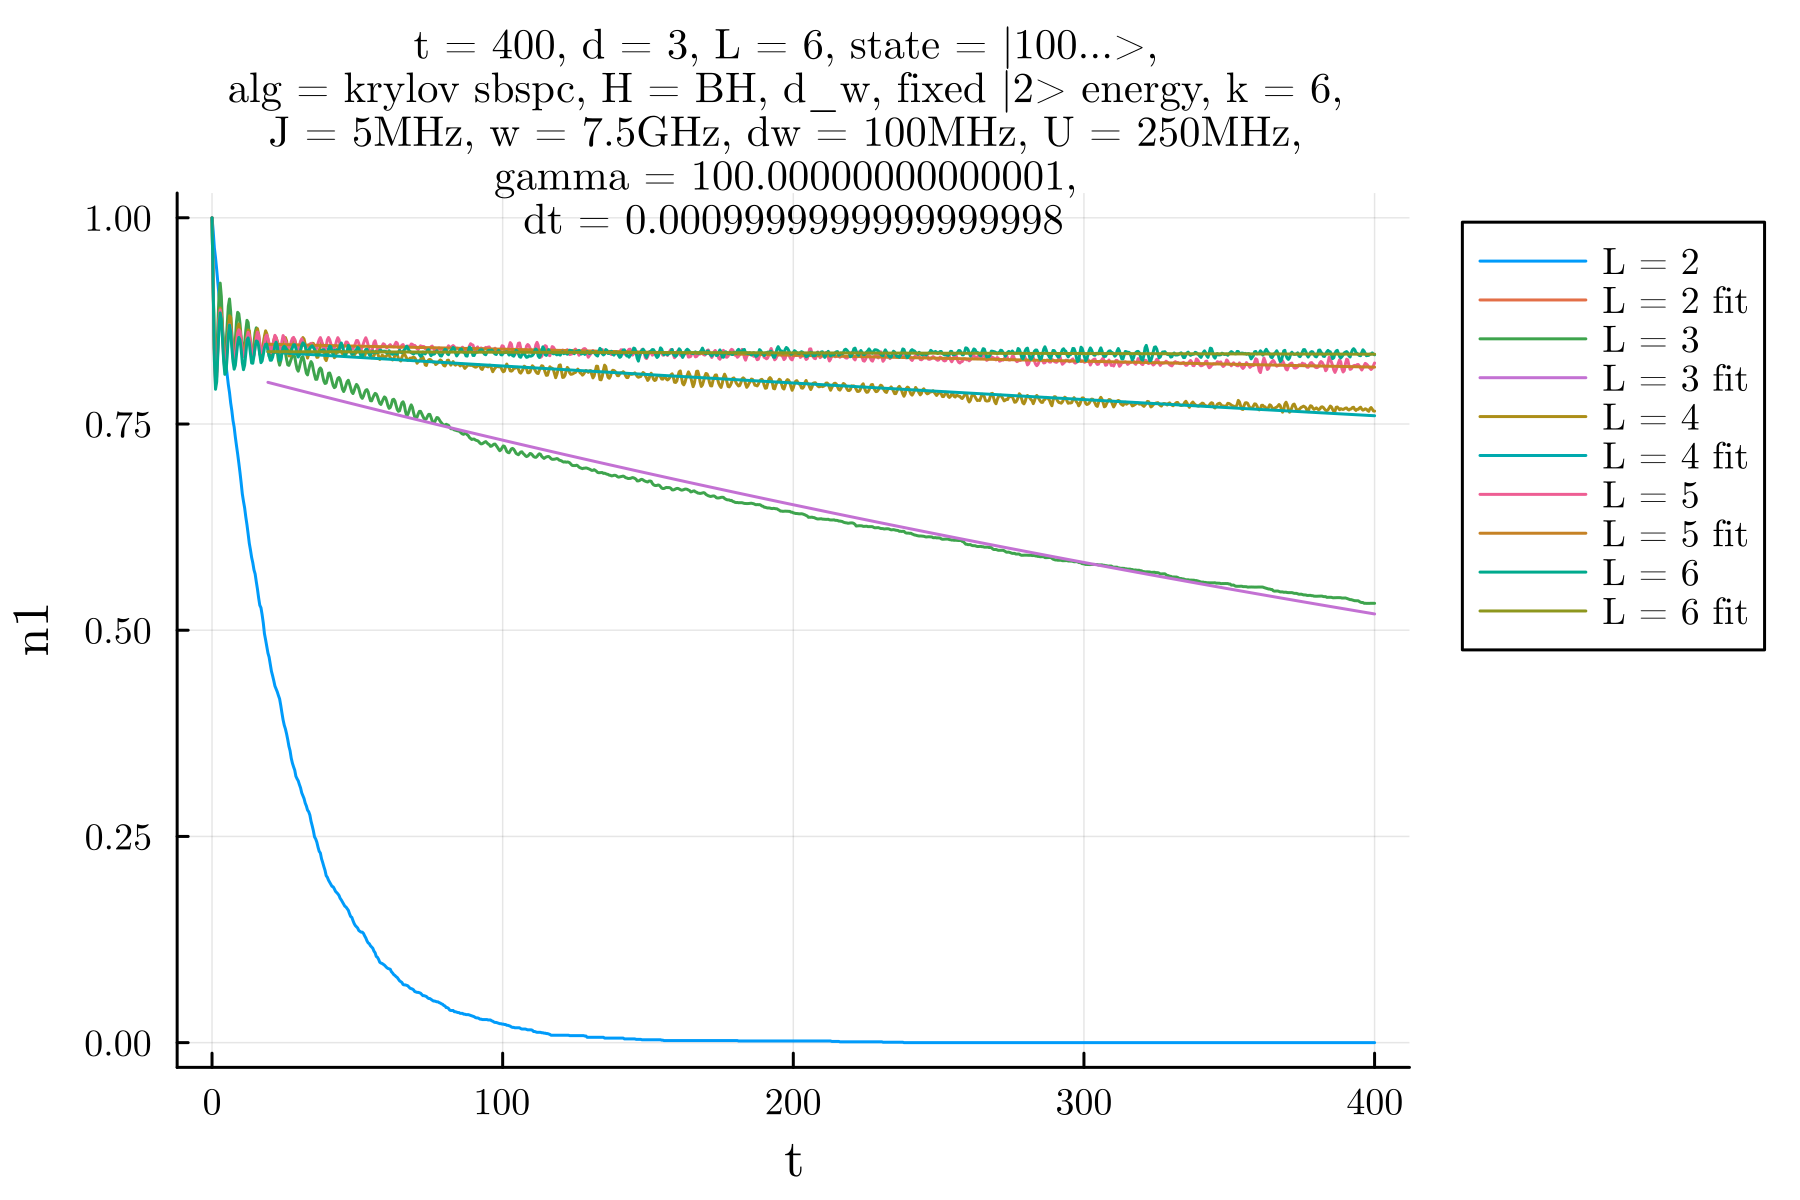 t = 400, d = 3, L = 6, state = |100...>,
alg = krylov sbspc, H = BH, d_w, fixed |2> energy, k = 6,
J = 5MHz, w = 7.5GHz, dw = 100MHz, U = 250MHz,
gamma = 100.00000000000001,
dt = 0.0009999999999999998
1.00
0.75
0.50
0.25
0.00
n1
0
100
200
300
400
t
L = 2
L = 2 fit
L = 3
L = 3 fit
L = 4
L = 4 fit
L = 5
L = 5 fit
L = 6
L = 6 fit